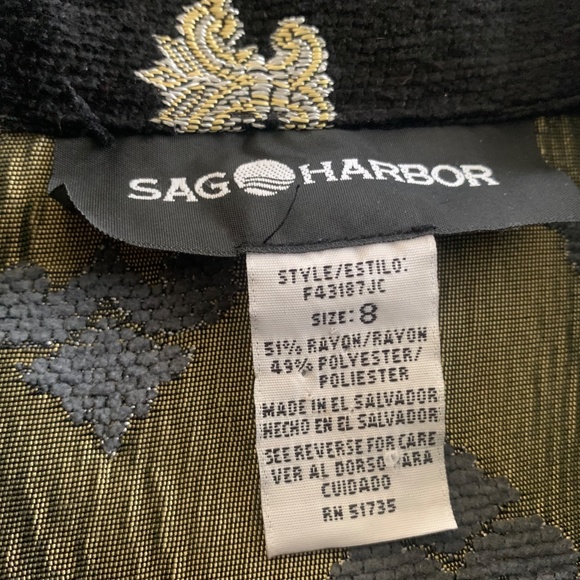 SAG HARBOR
STYLE/ESTILO:
F43187JC
SIZE: 8
51% RAYON/RAYON
49% POLYESTER/
POLIESTER
MADE IN EL SALVADOR
HECHO EN EL SALVADOR
SEE REVERSE FOR CARE
VER AL DORSO PARA
CUIDADO
RN 51735